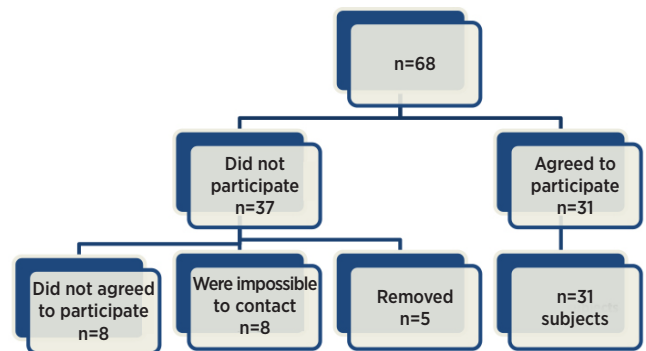 n=68
Did not
participate
n=37
Agreed to
participate
n=31
Did not agreed
to participate
n=8
Were impossible
to contact
n=8
Removed
n=5
n=31
subjects